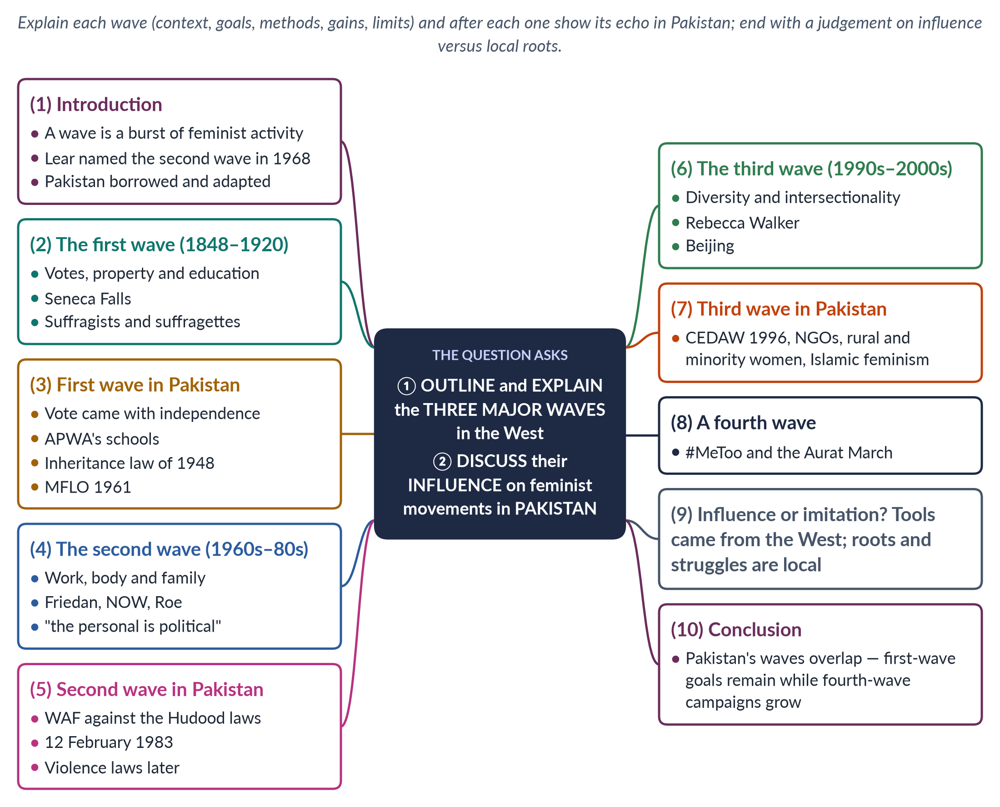 Explain each wave (context, goals, methods, gains, limits) and after each one show its echo in Pakistan; end with a judgement on influence
versus local roots.
(1) Introduction
● A wave is a burst of feminist activity
● Lear named the second wave in 1968
● Pakistan borrowed and adapted
(2) The first wave (1848–1920)
● Votes, property and education
● Seneca Falls
● Suffragists and suffragettes
(3) First wave in Pakistan
● Vote came with independence
● APWA's schools
● Inheritance law of 1948
● MFLO 1961
(4) The second wave (1960s–80s)
● Work, body and family
● Friedan, NOW, Roe
● "the personal is political"
(5) Second wave in Pakistan
● WAF against the Hudood laws
● 12 February 1983
● Violence laws later
THE QUESTION ASKS
① OUTLINE and EXPLAIN
the THREE MAJOR WAVES
in the West
② DISCUSS their
INFLUENCE on feminist
movements in PAKISTAN
(6) The third wave (1990s–2000s)
● Diversity and intersectionality
● Rebecca Walker
● Beijing
(7) Third wave in Pakistan
● CEDAW 1996, NGOs, rural and
minority women, Islamic feminism
(8) A fourth wave
● #MeToo and the Aurat March
(9) Influence or imitation? Tools
came from the West; roots and
struggles are local
(10) Conclusion
● Pakistan's waves overlap — first-wave
goals remain while fourth-wave
campaigns grow